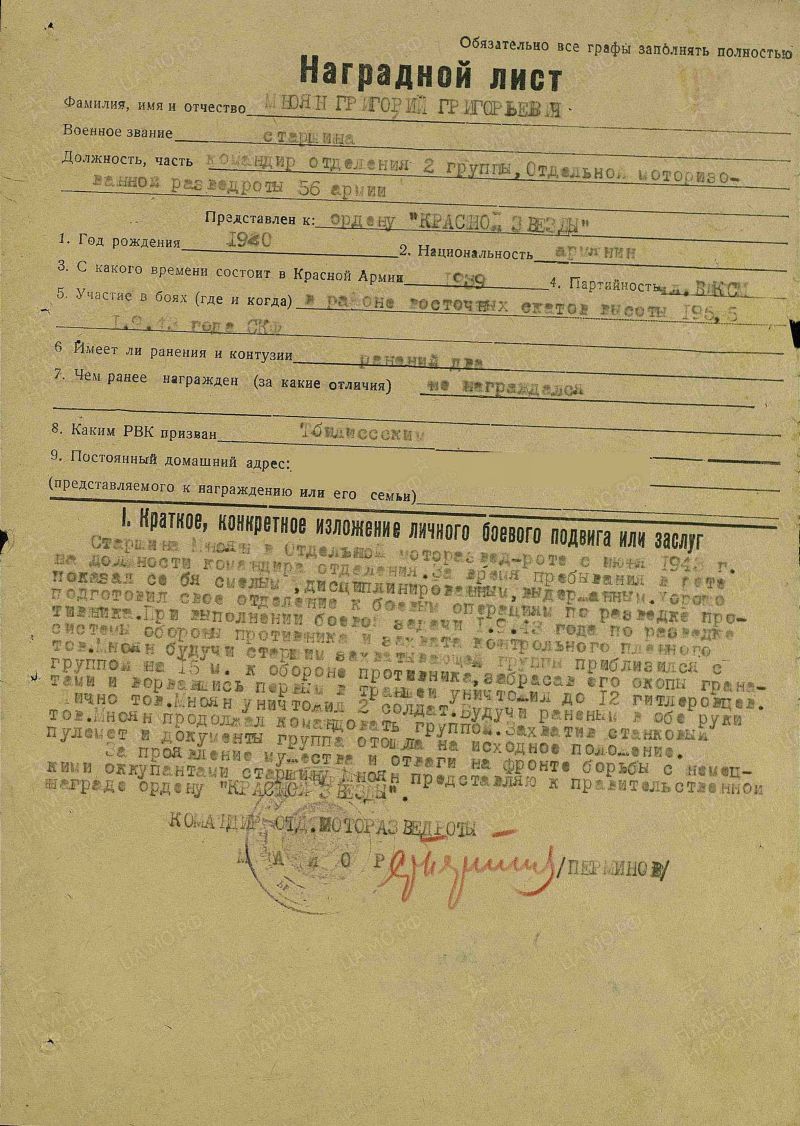 Обязательно все графы заполнять полностью
Наградной лист
Фамилия, имя и отчество МНОЯН ГРИГОРИЙ ГРИГОРЬЕВИЧ
Военное звание старшина
Должность, часть командир отделения 2 группы, Отдельной моторизо-
ванной разведроты 56 армии
Представлен к: ордену "КРАСНОЙ ЗВЕЗДЫ"
1. Год рождения
2. Национальность армянин
3. С какого времени состоит в Красной Армии 1939
4. Партийность чл. ВЛКСМ
5. Участие в боях (где и когда) в районе восточных скатов высоты 195,5
1.9.43 года СКФ
6 Имеет ли ранения и контузии ранений два
7. Чем ранее награжден (за какие отличия) не награждался
8. Каким РВК призван Тбилисским
9. Постоянный домашний адрес:
(представляемого к награждению или его семьи)
1. Краткое, конкретное изложение личного боевого подвига или заслуг
Старшина Мноян в Отдельной моторазведроте с 1943 г.
на должности командира отделения. За время пребывания в роте
показал себя смелым, дисциплинированным, выдержанным. Хорошо
подготовил свое отделение к боевым операциям по разведке про-
тивника. При выполнении боевой задачи 1.9.43 года по разведке
системы обороны противника и захвата контрольного пленного
тов. Мноян будучи старшим захватывающей группы приблизился с
группой на 15 м. к обороне противника, забросав его окопы грана-
тами и ворвавшись первым в траншеи уничтожил до 12 гитлеровцев.
Лично тов. Мноян уничтожил 2 солдат. Будучи раненым в обе руки
тов. Мноян продолжал командовать группой. Захватив станковый
пулемет и документы группа отошла на исходное положение.
За проявление мужества и отваги на фронте борьбы с немец-
кими оккупантами старшину Мноян представляю к правительственной
награде ордену "КРАСНОЙ ЗВЕЗДЫ".
КОМАНДИР ОТД. МОТОРАЗВЕДРОТЫ
МАЙОР /ПЕРМИНОВ/